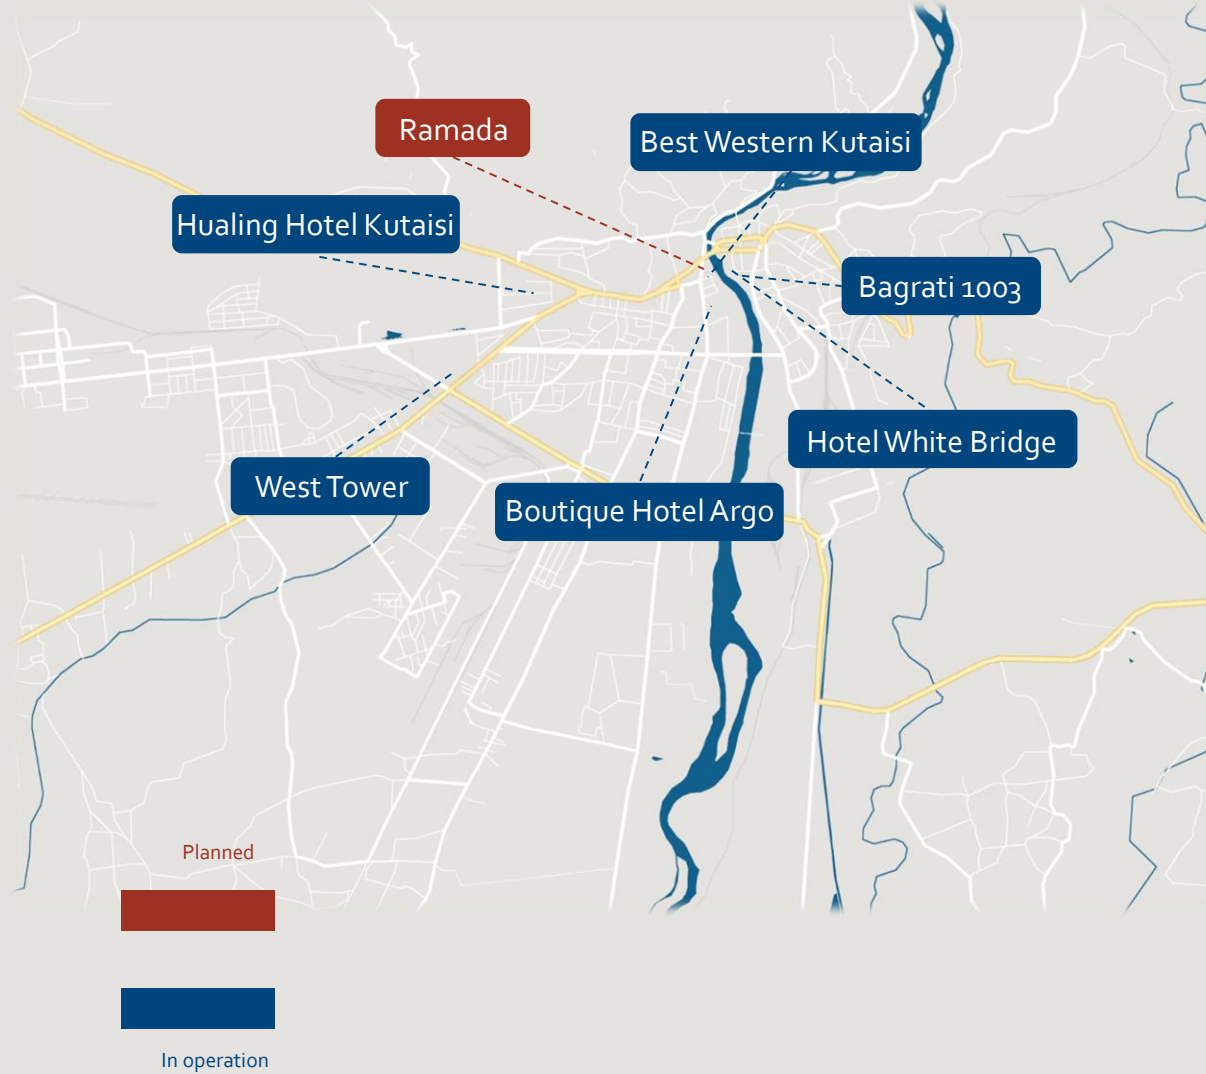 Ramada
Best Western Kutaisi
Hualing Hotel Kutaisi
Bagrati 1003
Hotel White Bridge
West Tower
Boutique Hotel Argo
Planned
In operation